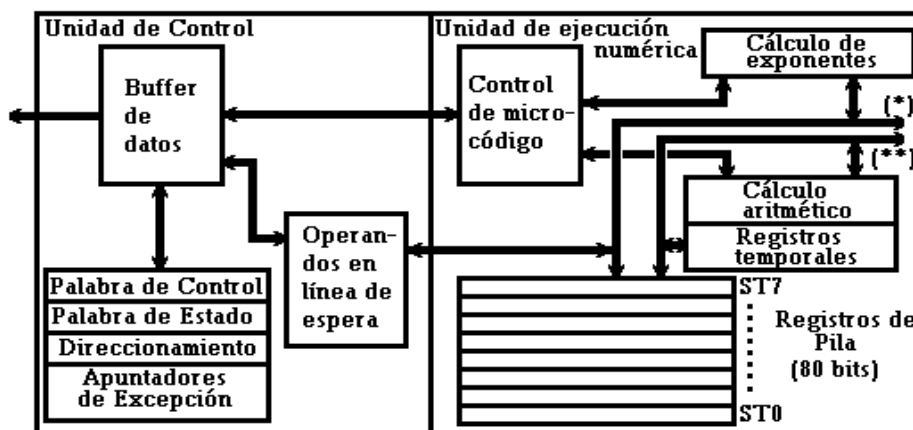 Unidad de Control
Buffer
de
datos
Palabra de Control
Palabra de Estado
Direccionamiento
Apuntadores
de Excepción
Operan-
dos en
línea de
espera
Unidad de ejecución
numérica
Control
de micro-
código
Cálculo de
exponentes
(*)
(**)
Cálculo
aritmético
Registros
temporales
ST7
Registros de
Pila
(80 bits)
ST0